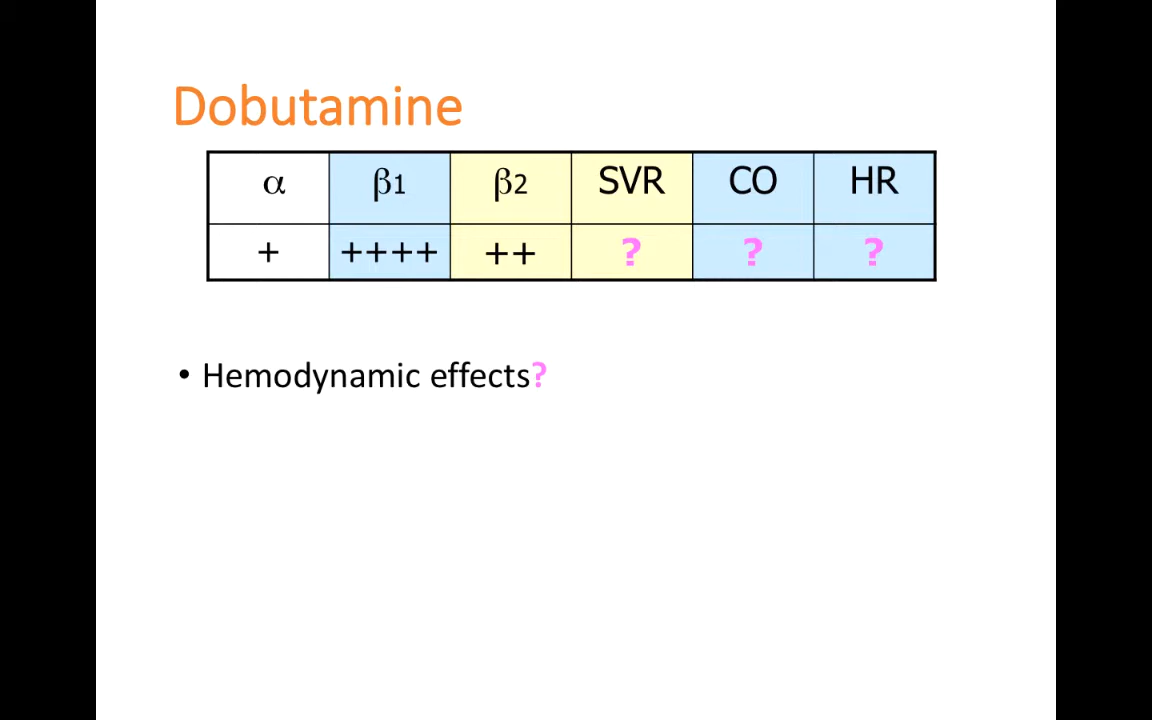 Dobutamine
α β1 β2 SVR CO HR
+ ++++ ++ ? ? ?
• Hemodynamic effects?